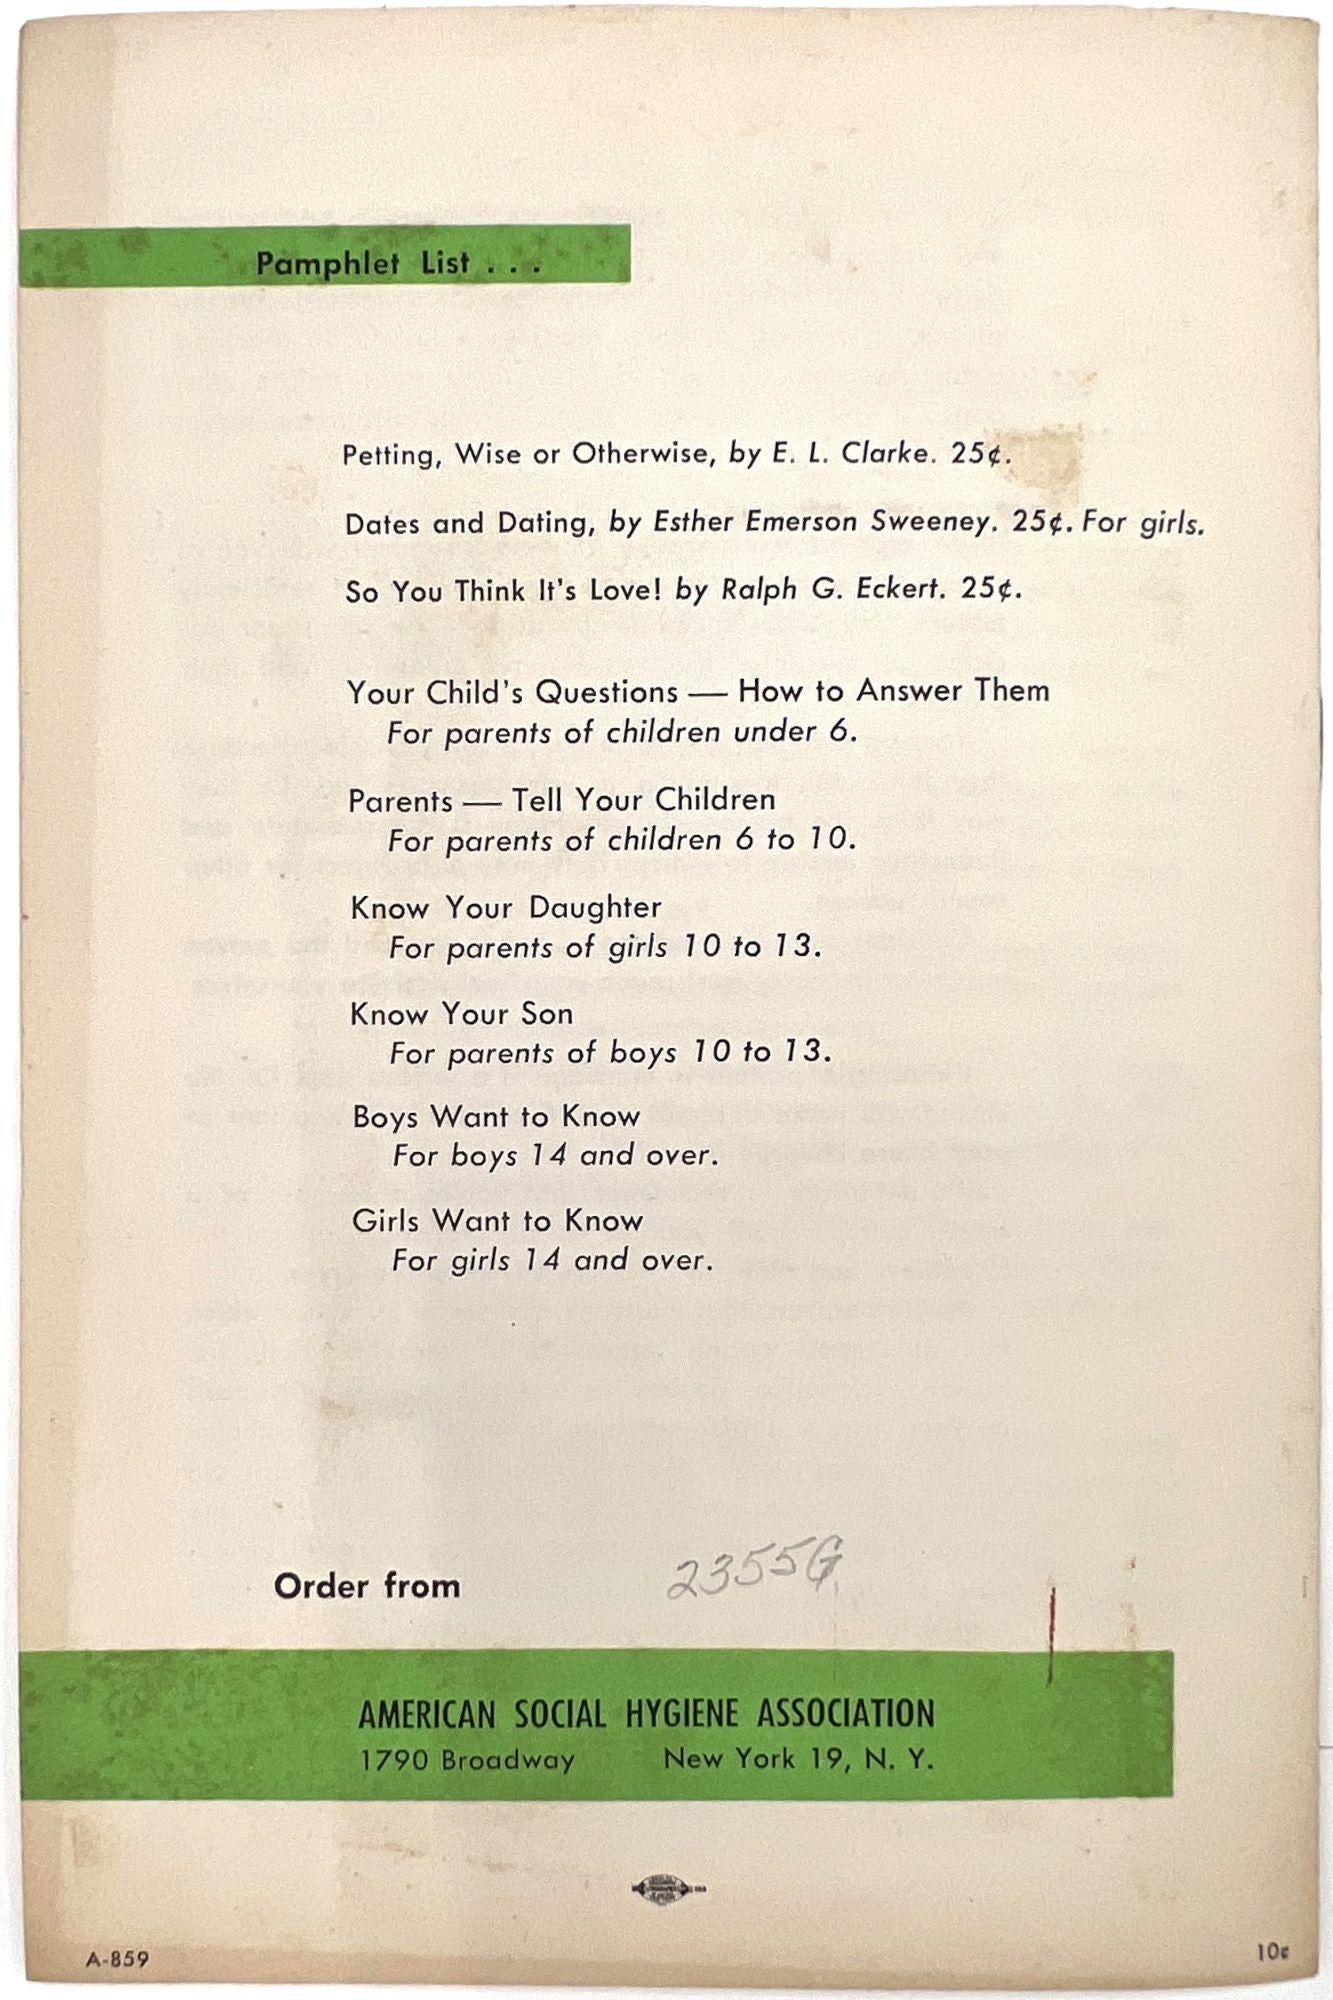 Pamphlet List . . .
Petting, Wise or Otherwise, by E. L. Clarke. 25¢.
Dates and Dating, by Esther Emerson Sweeney. 25¢. For girls.
So You Think It's Love! by Ralph G. Eckert. 25¢.
Your Child's Questions — How to Answer Them
For parents of children under 6.
Parents — Tell Your Children
For parents of children 6 to 10.
Know Your Daughter
For parents of girls 10 to 13.
Know Your Son
For parents of boys 10 to 13.
Boys Want to Know
For boys 14 and over.
Girls Want to Know
For girls 14 and over.
2355G
Order from
AMERICAN SOCIAL HYGIENE ASSOCIATION
1790 Broadway New York 19, N. Y.
A-859
10¢